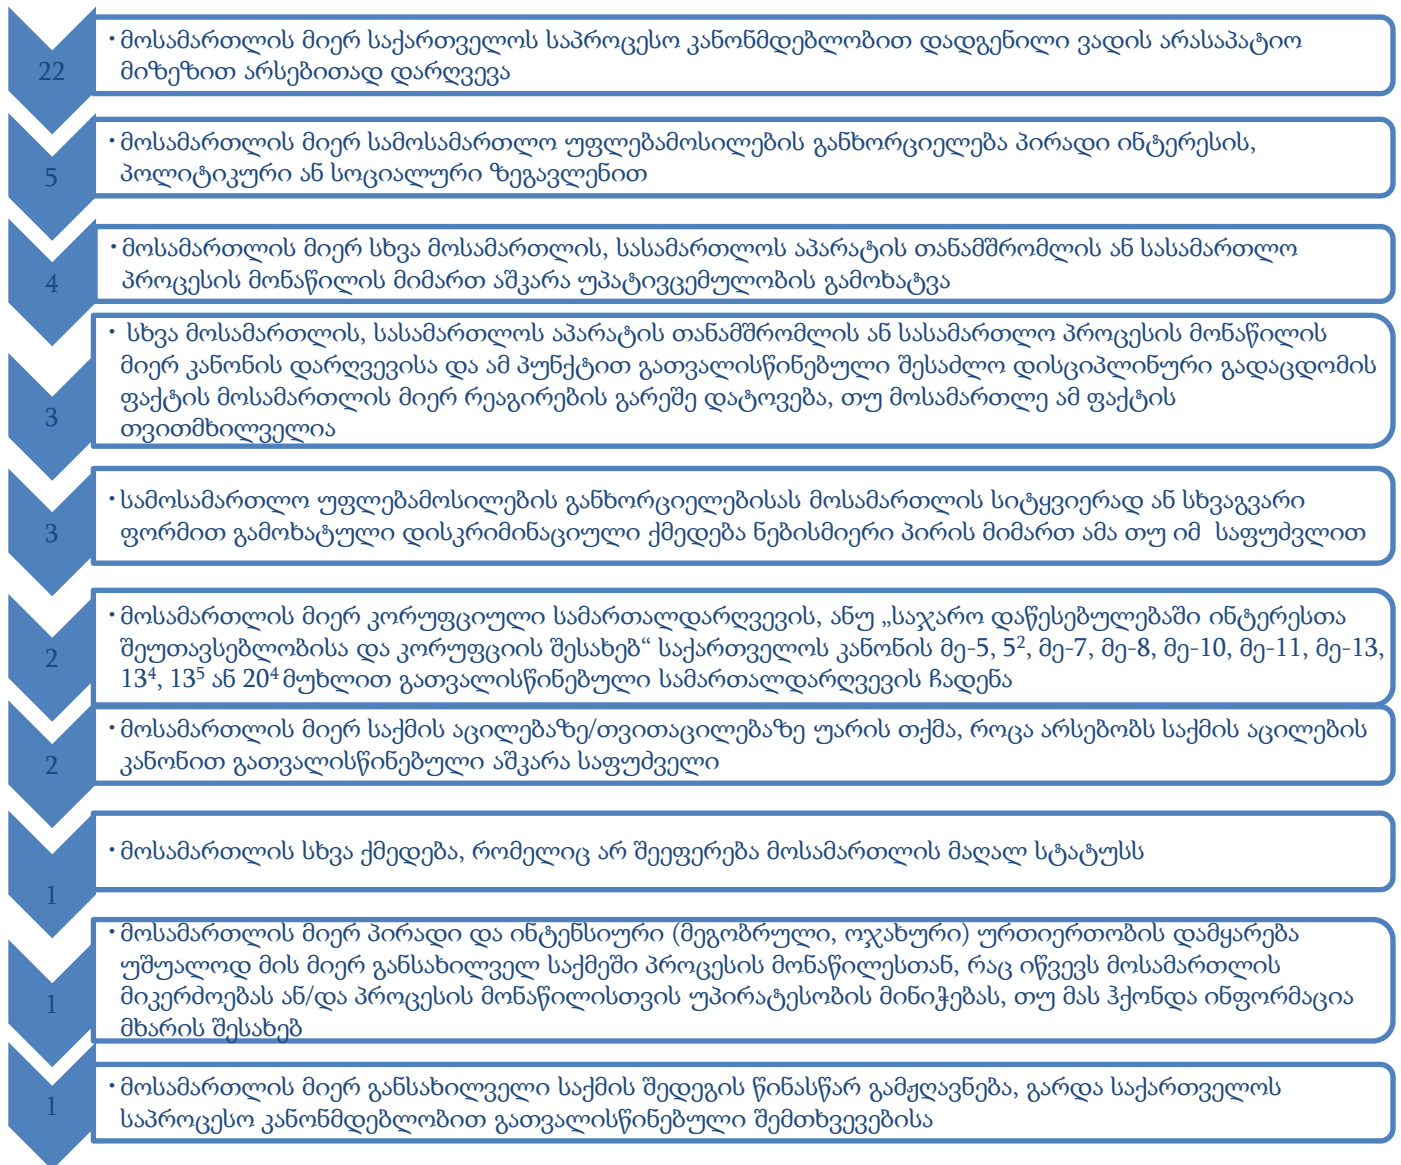 22
• მოსამართლის მიერ საქართველოს საპროცესო კანონმდებლობით დადგენილი ვადის არასაპატიო
მიზეზით არსებითად დარღვევა
5
• მოსამართლის მიერ სამოსამართლო უფლებამოსილების განხორციელება პირადი ინტერესის,
პოლიტიკური ან სოციალური ზეგავლენით
4
• მოსამართლის მიერ სხვა მოსამართლის, სასამართლოს აპარატის თანამშრომლის ან სასამართლო
პროცესის მონაწილის მიმართ აშკარა უპატივცემულობის გამოხატვა
3
• სხვა მოსამართლის, სასამართლოს აპარატის თანამშრომლის ან სასამართლო პროცესის მონაწილის
მიერ კანონის დარღვევისა და ამ პუნქტით გათვალისწინებული შესაძლო დისციპლინური გადაცდომის
ფაქტის მოსამართლის მიერ რეაგირების გარეშე დატოვება, თუ მოსამართლე ამ ფაქტის
თვითმხილველია
3
• სამოსამართლო უფლებამოსილების განხორციელებისას მოსამართლის სიტყვიერად ან სხვაგვარი
ფორმით გამოხატული დისკრიმინაციული ქმედება ნებისმიერი პირის მიმართ ამა თუ იმ საფუძვლით
2
• მოსამართლის მიერ კორუფციული სამართალდარღვევის, ანუ „საჯარო დაწესებულებაში ინტერესთა
შეუთავსებლობისა და კორუფციის შესახებ“ საქართველოს კანონის მე-5, 5², მე-7, მე-8, მე-10, მე-11, მე-13,
13⁴, 13⁵ ან 20⁴ მუხლით გათვალისწინებული სამართალდარღვევის ჩადენა
2
• მოსამართლის მიერ საქმის აცილებაზე/თვითაცილებაზე უარის თქმა, როცა არსებობს საქმის აცილების
კანონით გათვალისწინებული აშკარა საფუძველი
1
• მოსამართლის სხვა ქმედება, რომელიც არ შეეფერება მოსამართლის მაღალ სტატუსს
1
• მოსამართლის მიერ პირადი და ინტენსიური (მეგობრული, ოჯახური) ურთიერთობის დამყარება
უშუალოდ მის მიერ განსახილველ საქმეში პროცესის მონაწილესთან, რაც იწვევს მოსამართლის
მიკერძოებას ან/და პროცესის მონაწილისთვის უპირატესობის მინიჭებას, თუ მას ჰქონდა ინფორმაცია
მხარის შესახებ
1
• მოსამართლის მიერ განსახილველი საქმის შედეგის წინასწარ გამჟღავნება, გარდა საქართველოს
საპროცესო კანონმდებლობით გათვალისწინებული შემთხვევებისა